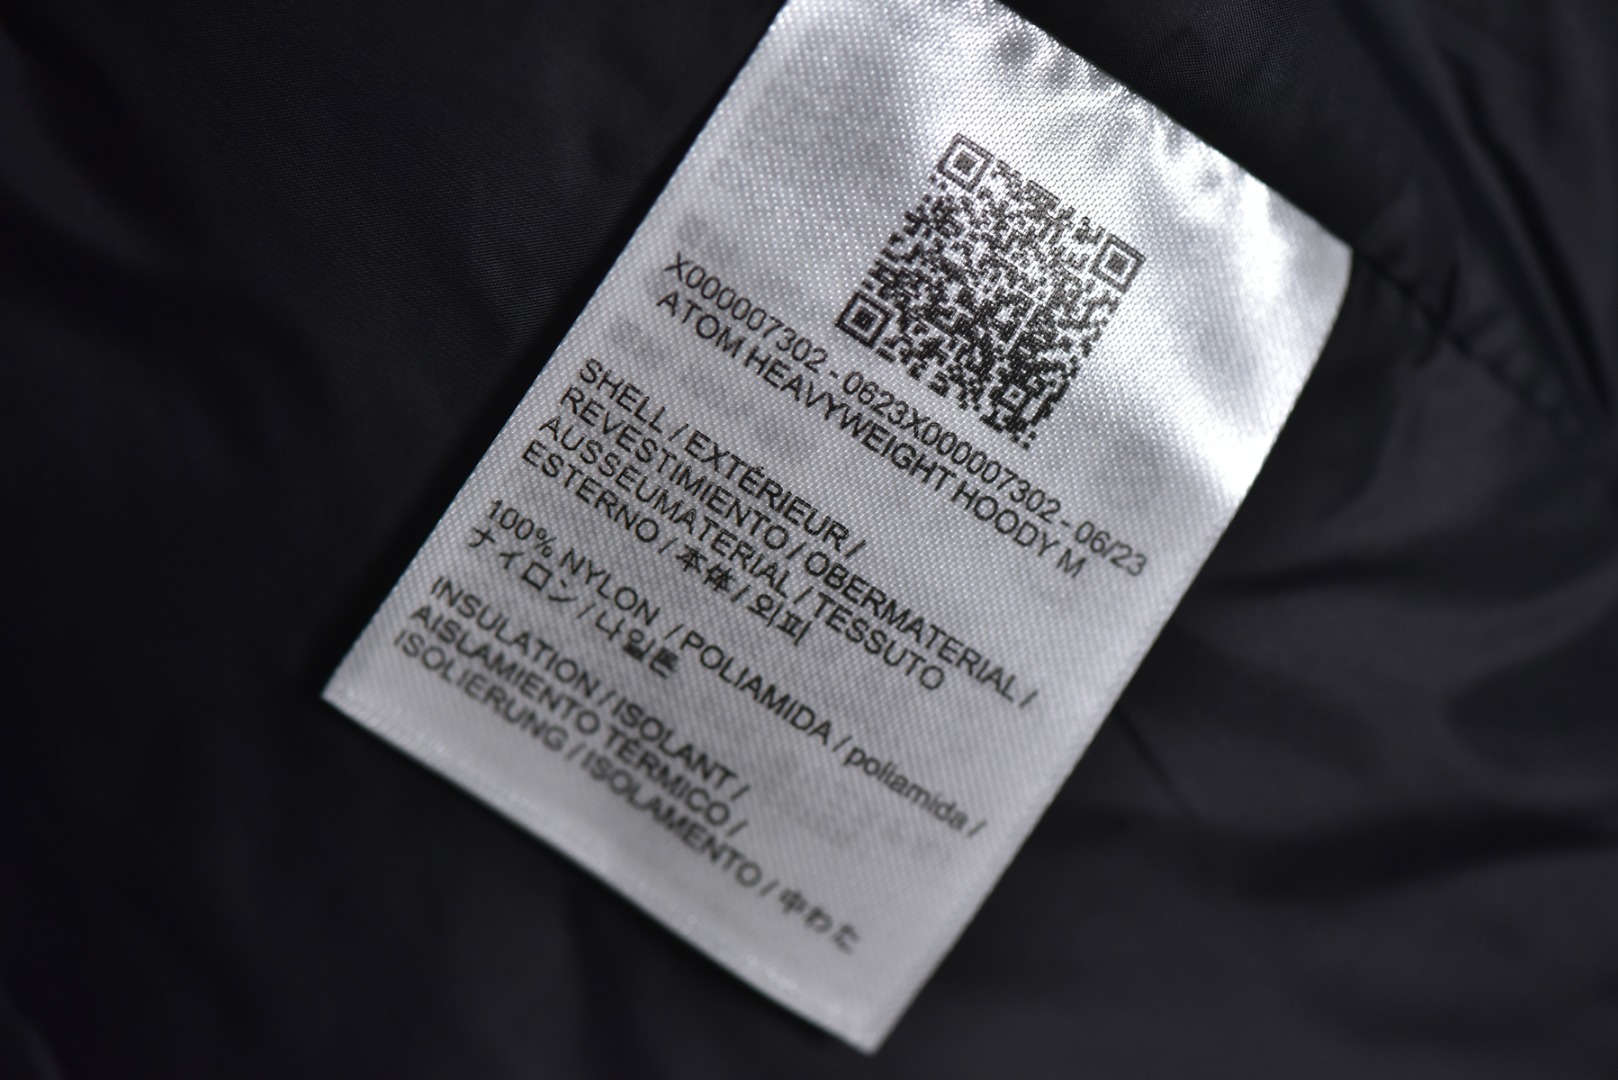 X000007302 - 0623X000007302 - 06/23
ATOM HEAVYWEIGHT HOODY M
SHELL / EXTÉRIEUR /
REVESTIMIENTO / OBERMATERIAL /
AUSSEUMATERIAL / TESSUTO
ESTERNO / 本体 / 외피
100% NYLON / POLIAMIDA / poliamida /
ナイロン / 나일론
INSULATION / ISOLANT /
AISLAMIENTO TÉRMICO /
ISOLIERUNG / ISOLAMENTO / 中わた